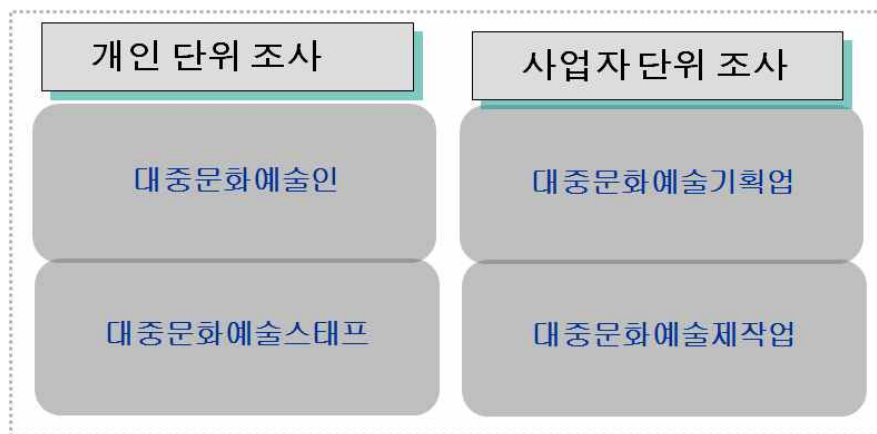 개인 단위 조사
대중문화예술인
대중문화예술스태프
사업자 단위 조사
대중문화예술기획업
대중문화예술제작업